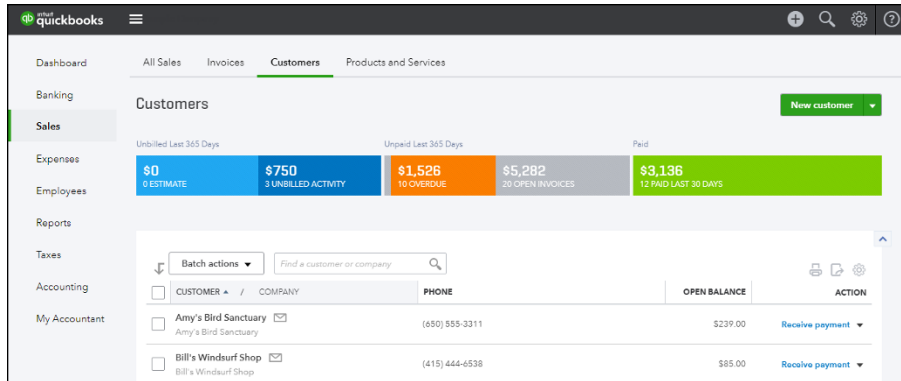 intuit
quickbooks
Dashboard
Banking
Sales
Expenses
Employees
Reports
Taxes
Accounting
My Accountant
All Sales Invoices Customers Products and Services
Customers
New customer
Unbilled Last 365 Days Unpaid Last 365 Days Paid
$0 $750 $1,526 $5,282 $3,136
0 ESTIMATE 3 UNBILLED ACTIVITY 10 OVERDUE 20 OPEN INVOICES 12 PAID LAST 30 DAYS
Batch actions Find a customer or company
CUSTOMER / COMPANY PHONE OPEN BALANCE ACTION
Amy's Bird Sanctuary (650) 555-3311 $239.00 Receive payment
Amy's Bird Sanctuary
Bill's Windsurf Shop (415) 444-6538 $85.00 Receive payment
Bill's Windsurf Shop